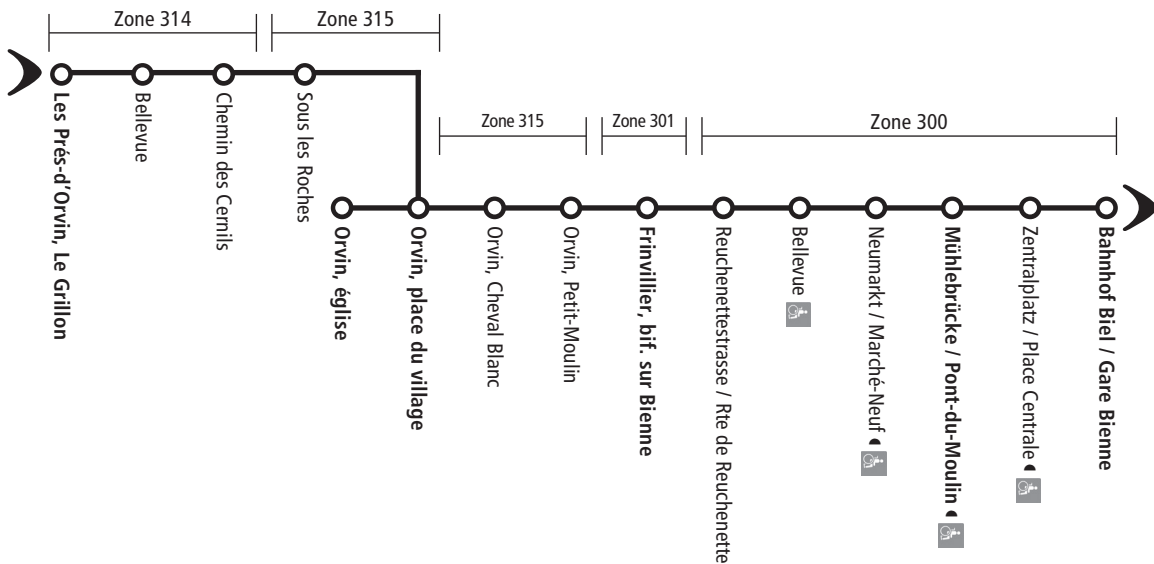 Zone 314
Zone 315
Les Prés-d'Orvin, Le Grillon
Bellevue
Chemin des Cernils
Sous les Roches
Zone 315
Zone 301
Zone 300
Orvin, église
Orvin, place du village
Orvin, Cheval Blanc
Orvin, Petit-Moulin
Frinvillier, bif. sur Bienne
Reuchenettestrasse / Rte de Reuchenette
Bellevue
Neumarkt / Marché-Neuf
Mühlebrücke / Pont-du-Moulin
Zentralplatz / Place Centrale
Bahnhof Biel / Gare Bienne